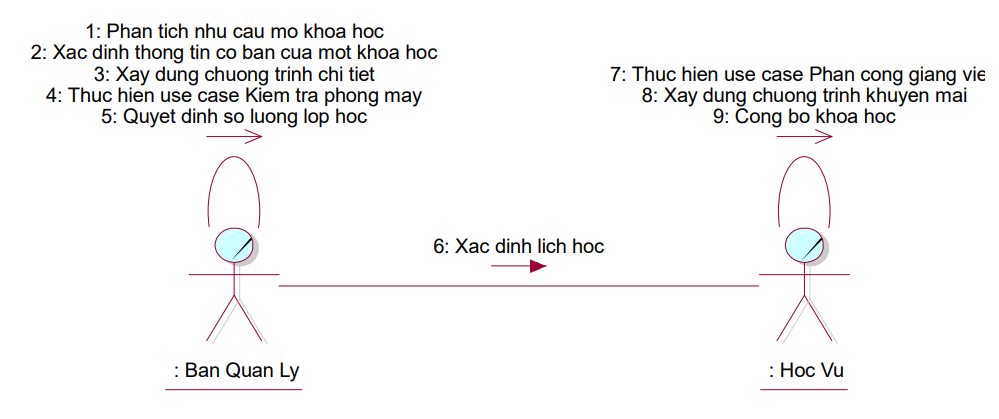 1: Phan tich nhu cau mo khoa hoc
2: Xac dinh thong tin co ban cua mot khoa hoc
3: Xay dung chuong trinh chi tiet
4: Thuc hien use case Kiem tra phong may
5: Quyet dinh so luong lop hoc
7: Thuc hien use case Phan cong giang vie
8: Xay dung chuong trinh khuyen mai
9: Cong bo khoa hoc
6: Xac dinh lich hoc
: Ban Quan Ly
: Hoc Vu